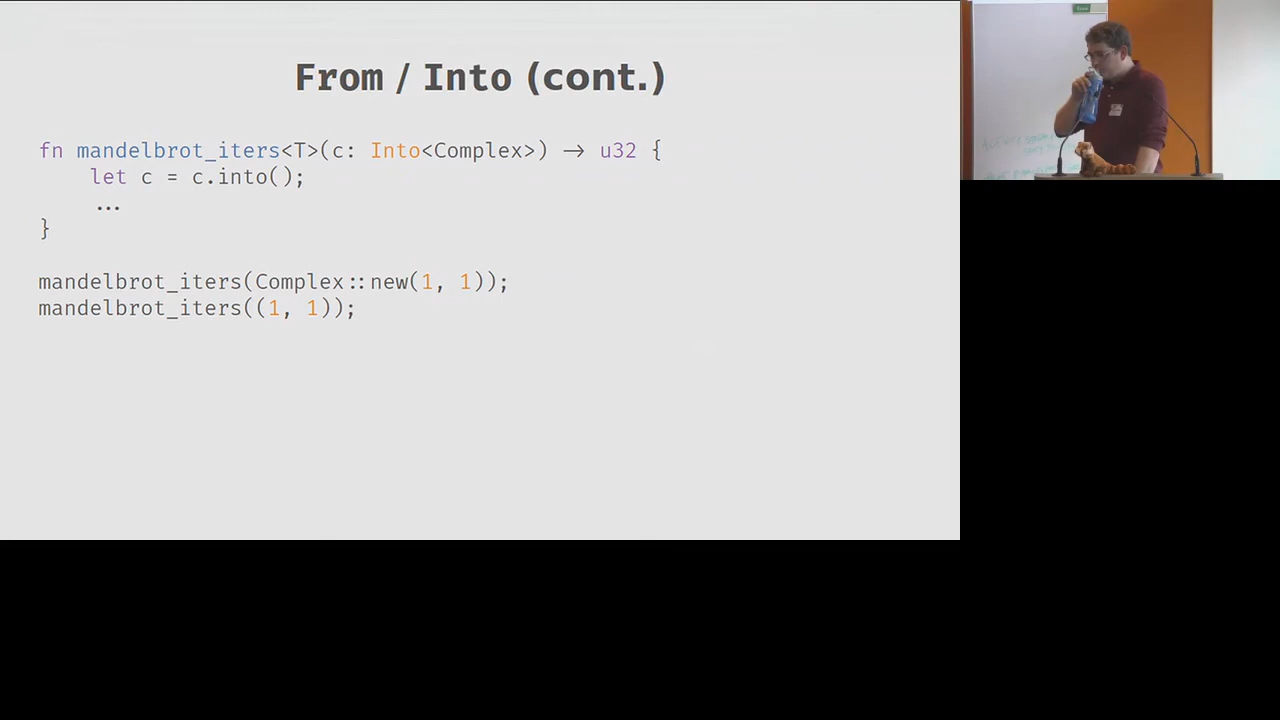 From / Into (cont.)
fn mandelbrot_iters<T>(c: Into<Complex>) → u32 {
let c = c.into();
...
}
mandelbrot_iters(Complex::new(1, 1));
mandelbrot_iters((1, 1));